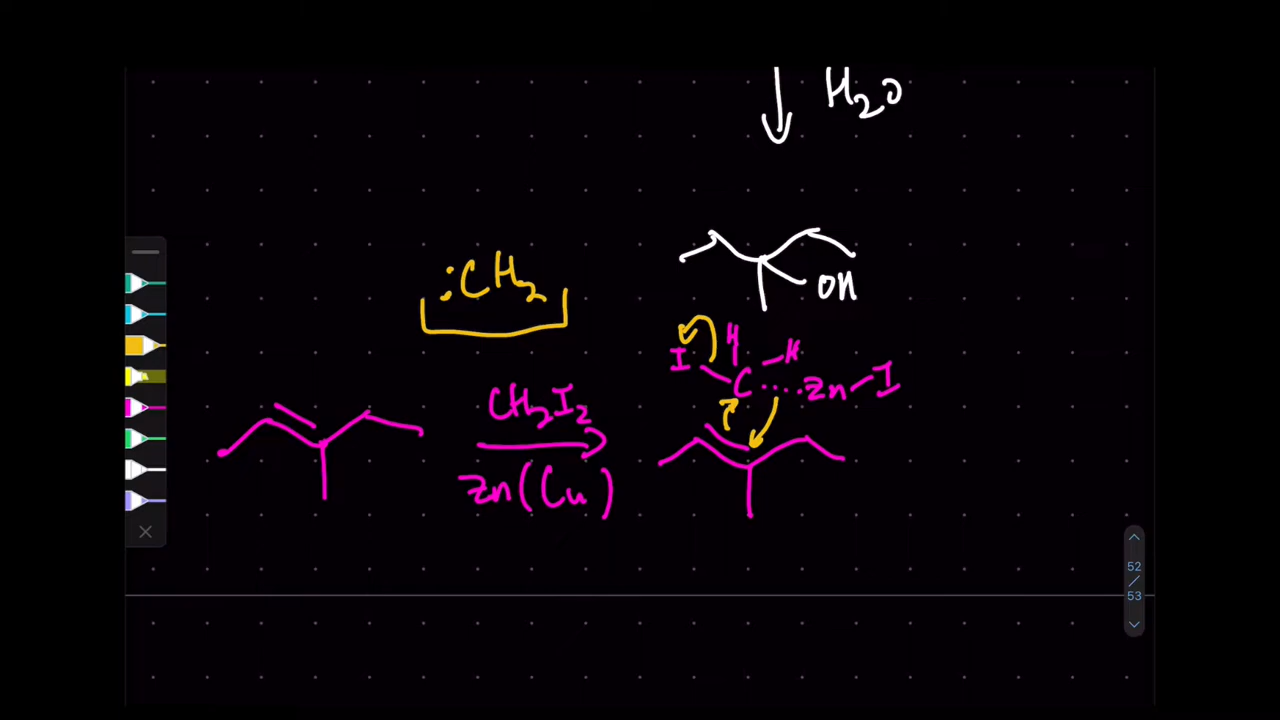 H2O
OH
:CH2
I H H
C Zn I
CH2I2
Zn(Cu)
52
/
53